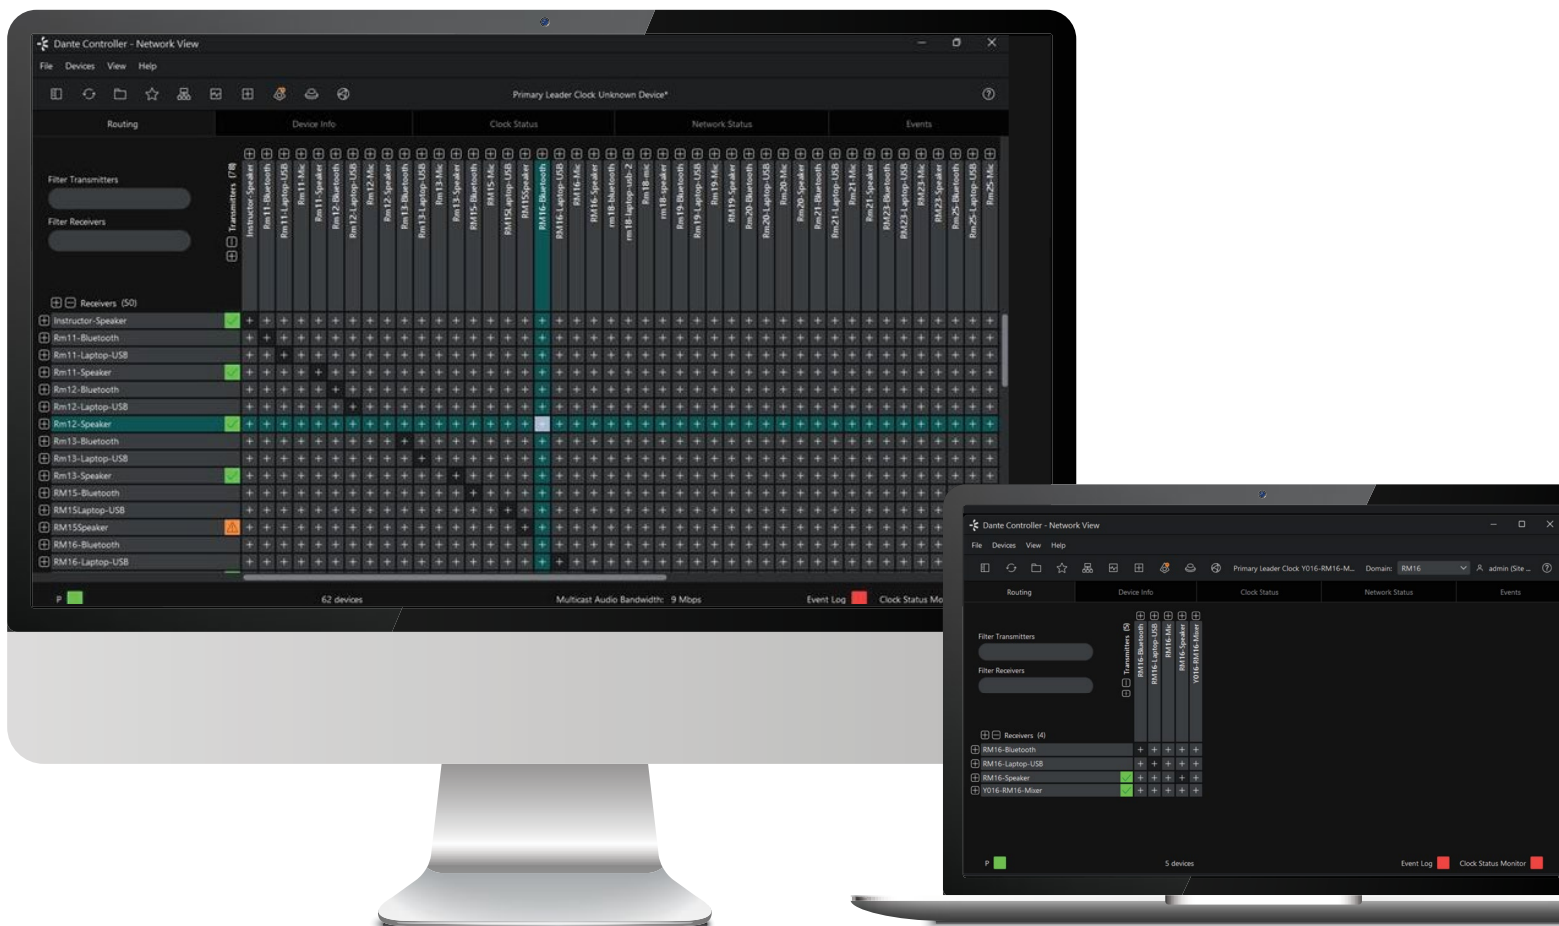 Dante Controller - Network View
File Devices View Help
Primary Leader Clock Unknown Device*
Routing Device Info Clock Status Network Status Events
Filter Transmitters
Filter Receivers
Transmitters (78)
Instructor-Speaker
Rm11-Bluetooth
Rm11-Laptop-USB
Rm11-Mic
Rm11-Speaker
Rm12-Bluetooth
Rm12-Laptop-USB
Rm12-Mic
Rm12-Speaker
Rm13-Bluetooth
Rm13-Laptop-USB
Rm13-Mic
Rm13-Speaker
RM15-Bluetooth
RM15-Mic
RM15Laptop-USB
RM15Speaker
RM16-Bluetooth
RM16-Laptop-USB
RM16-Mic
RM16-Speaker
rm18-bluetooth
rm18-laptop-usb-2
Rm18-mic
rm18-speaker
Rm19-Bluetooth
Rm19-Laptop-USB
Rm19-Mic
RM19-Speaker
Rm20-Bluetooth
Rm20-Laptop-USB
Rm20-Mic
Rm20-Speaker
Rm21-Bluetooth
Rm21-Laptop-USB
Rm21-Mic
Rm21-Speaker
RM23-Bluetooth
RM23-Laptop-USB
RM23-Mic
RM23-Speaker
Rm25-Bluetooth
Rm25-Laptop-USB
Rm25-Mic
Receivers (50)
Instructor-Speaker
Rm11-Bluetooth
Rm11-Laptop-USB
Rm11-Speaker
Rm12-Bluetooth
Rm12-Laptop-USB
Rm12-Speaker
Rm13-Bluetooth
Rm13-Laptop-USB
Rm13-Speaker
RM15-Bluetooth
RM15Laptop-USB
RM15Speaker
RM16-Bluetooth
RM16-Laptop-USB
P 62 devices Multicast Audio Bandwidth: 9 Mbps Event Log Clock Status Mo
Dante Controller - Network View
File Devices View Help
Primary Leader Clock Y016-RM16-M... Domain: RM16 admin (Site ...
Routing Device Info Clock Status Network Status Events
Filter Transmitters
Filter Receivers
Transmitters (5)
RM16-Bluetooth
RM16-Laptop-USB
RM16-Mic
RM16-Speaker
Y016-RM16-Mixer
Receivers (4)
RM16-Bluetooth
RM16-Laptop-USB
RM16-Speaker
Y016-RM16-Mixer
P 5 devices Event Log Clock Status Monitor